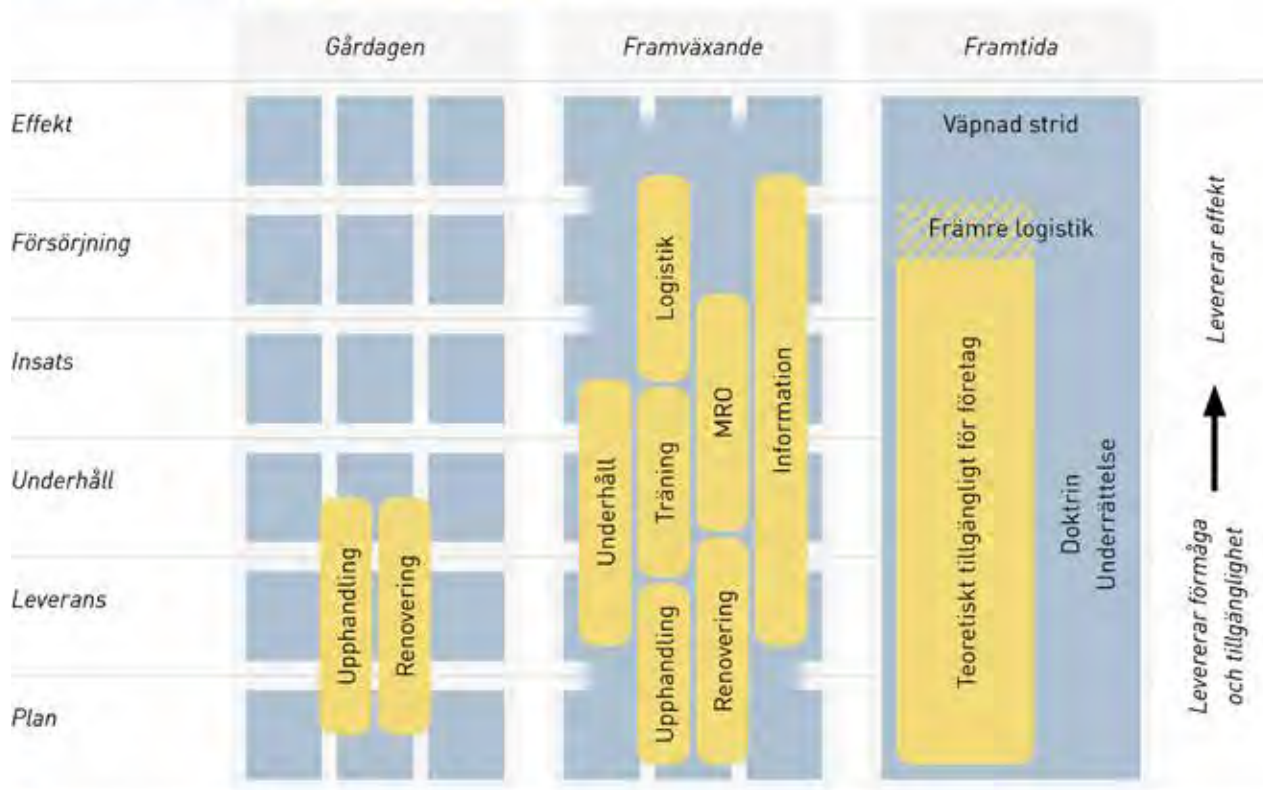 Gårdagen
Framväxande
Framtida
Effekt
Försörjning
Insats
Underhåll
Leverans
Plan
Upphandling
Renovering
Underhåll
Logistik
Träning
Upphandling
MRO
Renovering
Information
Väpnad strid
Främre logistik
Teoretiskt tillgängligt för företag
Doktrin
Underrättelse
Levererar effekt
Levererar förmåga
och tillgänglighet